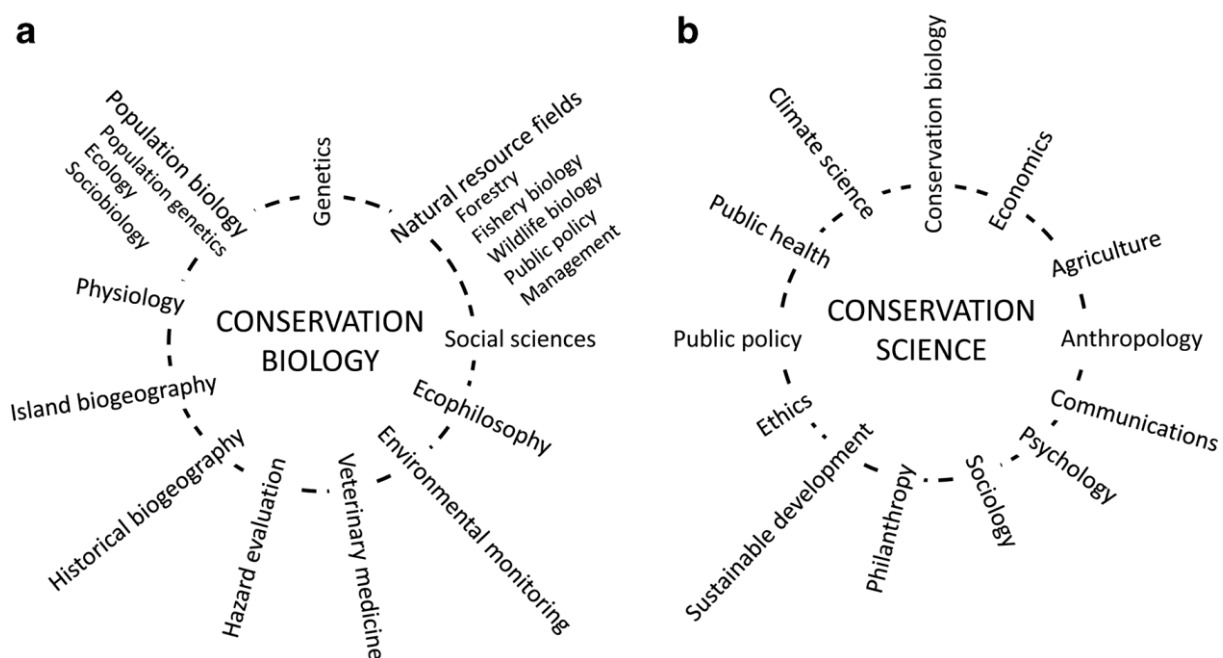 a
Population biology
Population genetics
Ecology
Sociobiology
Genetics
Natural resource fields
Forestry
Fishery biology
Wildlife biology
Public policy
Management
Physiology
CONSERVATION
BIOLOGY
Social sciences
Island biogeography
Ecophilosophy
Historical biogeography
Hazard evaluation
Veterinary medicine
Environmental monitoring
b
Conservation biology
Climate science
Economics
Public health
Agriculture
Public policy
CONSERVATION
SCIENCE
Anthropology
Ethics
Communications
Sustainable development
Philanthropy
Sociology
Psychology